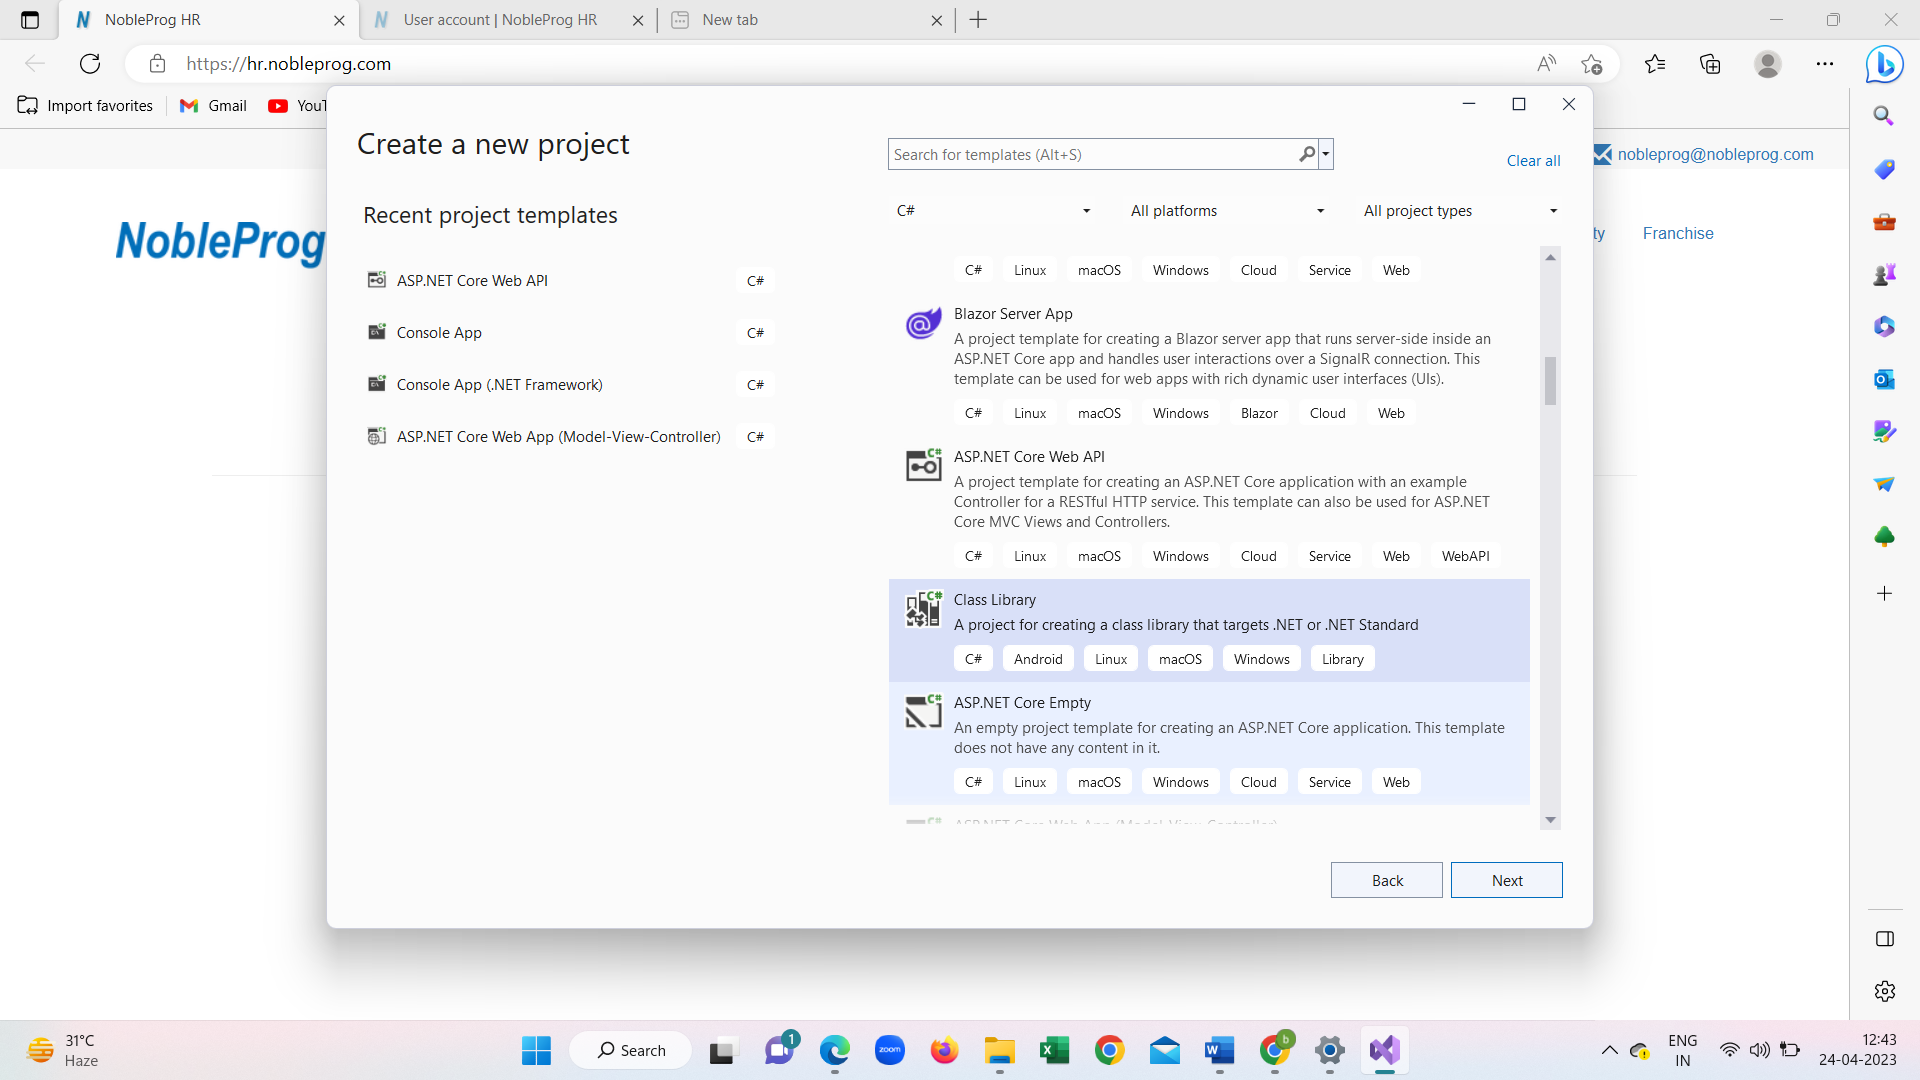 NobleProg HR
User account | NobleProg HR
New tab
https://hr.nobleprog.com
Import favorites
Gmail
Create a new project
Search for templates (Alt+S)
Clear all
nobleprog@nobleprog.com
C#
All platforms
All project types
Recent project templates
NobleProg
Franchise
ASP.NET Core Web API C#
Console App C#
Console App (.NET Framework) C#
ASP.NET Core Web App (Model-View-Controller) C#
C# Linux macOS Windows Cloud Service Web
Blazor Server App
A project template for creating a Blazor server app that runs server-side inside an
ASP.NET Core app and handles user interactions over a SignalR connection. This
template can be used for web apps with rich dynamic user interfaces (UIs).
C# Linux macOS Windows Blazor Cloud Web
ASP.NET Core Web API
A project template for creating an ASP.NET Core application with an example
Controller for a RESTful HTTP service. This template can also be used for ASP.NET
Core MVC Views and Controllers.
C# Linux macOS Windows Cloud Service Web WebAPI
Class Library
A project for creating a class library that targets .NET or .NET Standard
C# Android Linux macOS Windows Library
ASP.NET Core Empty
An empty project template for creating an ASP.NET Core application. This template
does not have any content in it.
C# Linux macOS Windows Cloud Service Web
ASP.NET Core Web App (Model-View-Controller)
Back
Next
31°C
Haze
Search
1
zoom
b
ENG
IN
12:43
24-04-2023